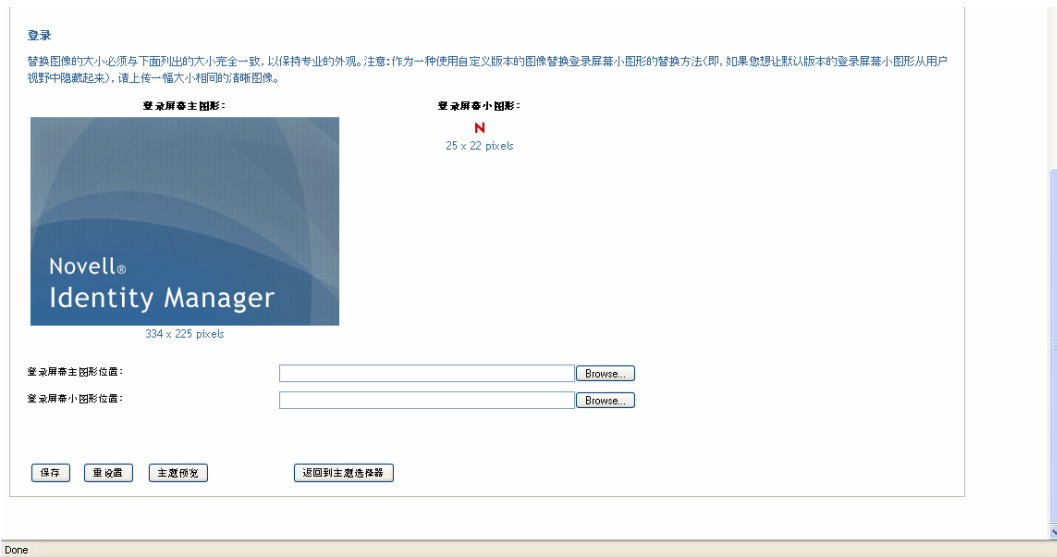 登录
替换图像的大小必须与下面列出的大小完全一致, 以保持专业的外观。注意:作为一种使用自定义版本的图像替换登录屏幕小图形的替换方法(即, 如果您想让默认版本的登录屏幕小图形从用户
视野中隐藏起来), 请上传一幅大小相同的清晰图像。
登录屏幕主图形:
登录屏幕小图形:
N
25 x 22 pixels
Novell®
Identity Manager
334 x 225 pixels
登录屏幕主图形位置:
Browse...
登录屏幕小图形位置:
Browse...
保存 重设置 主题预览 返回到主题选择器
Done